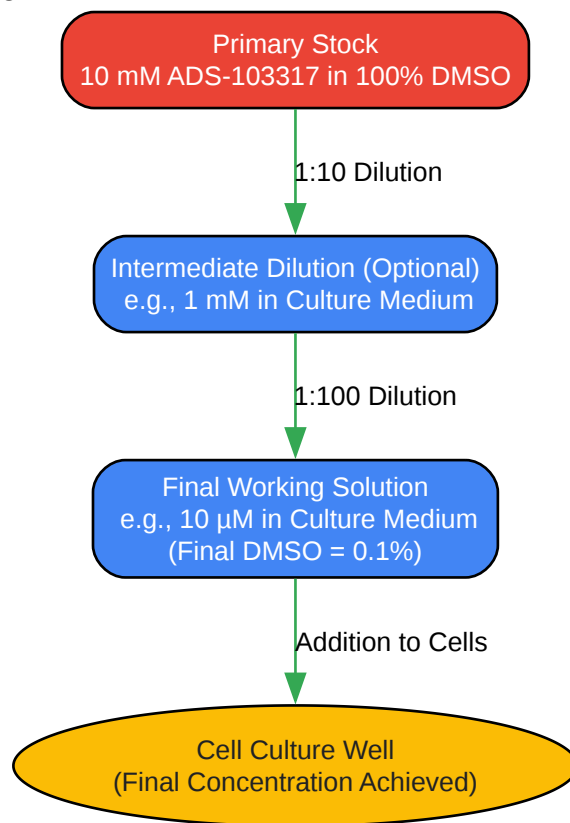 Primary Stock
10 mM ADS-103317 in 100% DMSO
1:10 Dilution
Intermediate Dilution (Optional)
e.g., 1 mM in Culture Medium
1:100 Dilution
Final Working Solution
e.g., 10 µM in Culture Medium
(Final DMSO = 0.1%)
Addition to Cells
Cell Culture Well
(Final Concentration Achieved)